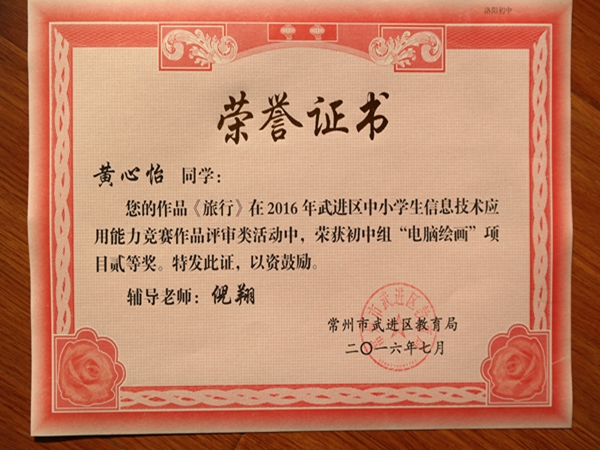 洛阳初中
荣誉证书
黄心怡 同学：
您的作品《旅行》在2016年武进区中小学生信息技术应
用能力竞赛作品评审类活动中，荣获初中组“电脑绘画”项
目贰等奖。特发此证，以资鼓励。
辅导老师：倪翔
常州市武进区教育局
二〇一六年七月